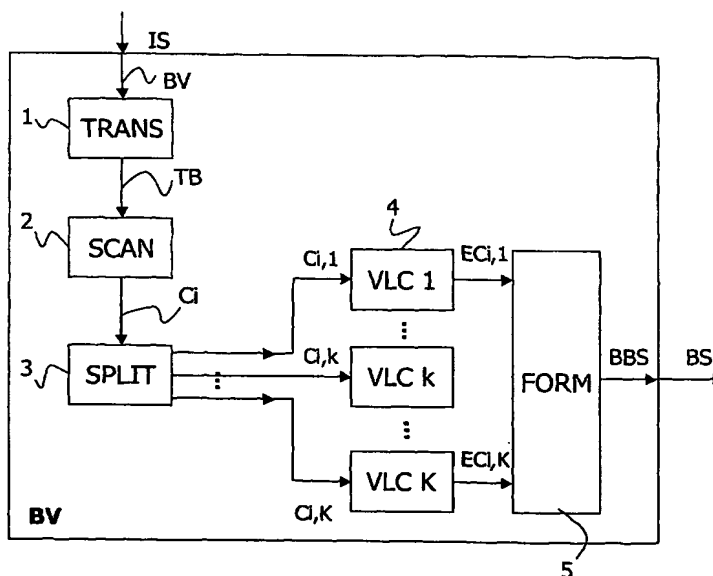 IS
BV
1
TRANS
TB
2
SCAN
Ci
3
SPLIT
Ci,1
Ci,k
Ci,K
4
VLC 1
VLC k
VLC K
ECi,1
ECi,K
FORM
5
BBS
BS
BV